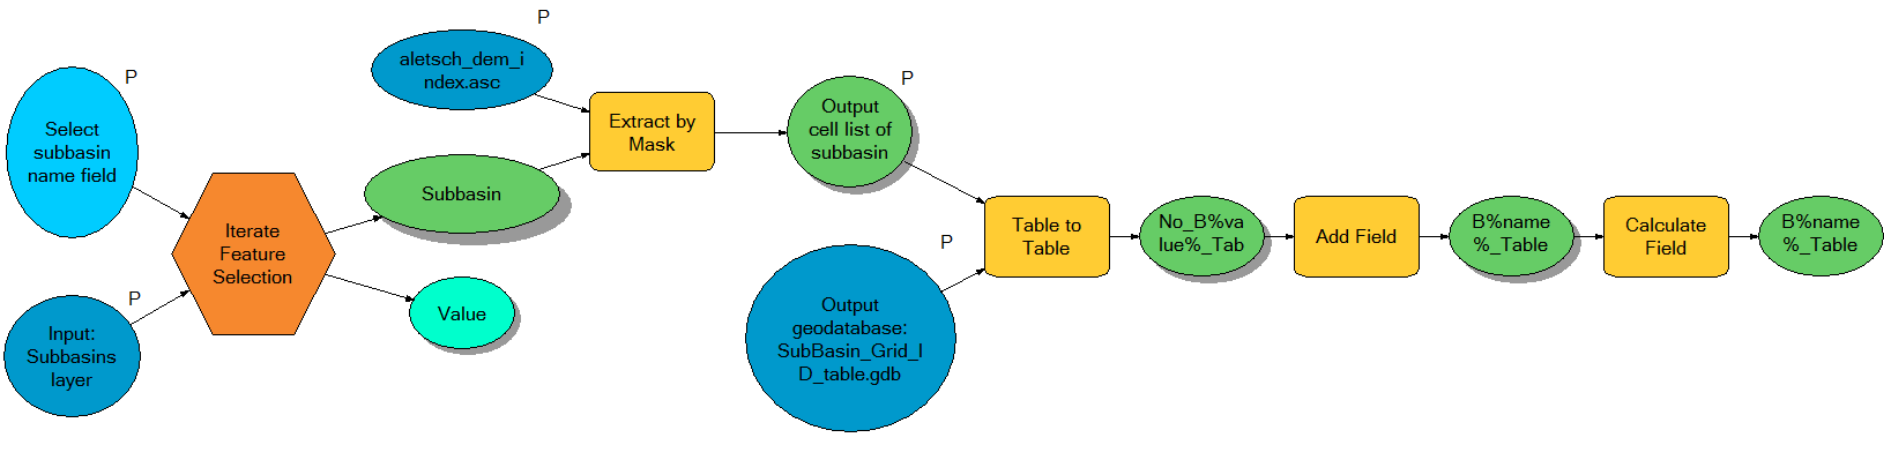 P
Select
subbasin
name field
P
Input:
Subbasins
layer
Iterate
Feature
Selection
P
aletsch_dem_i
ndex.asc
Subbasin
Value
Extract by
Mask
P
Output
cell list of
subbasin
P
Output
geodatabase:
SubBasin_Grid_I
D_table.gdb
Table to
Table
No_B%va
lue%_Tab
Add Field
B%name
%_Table
Calculate
Field
B%name
%_Table